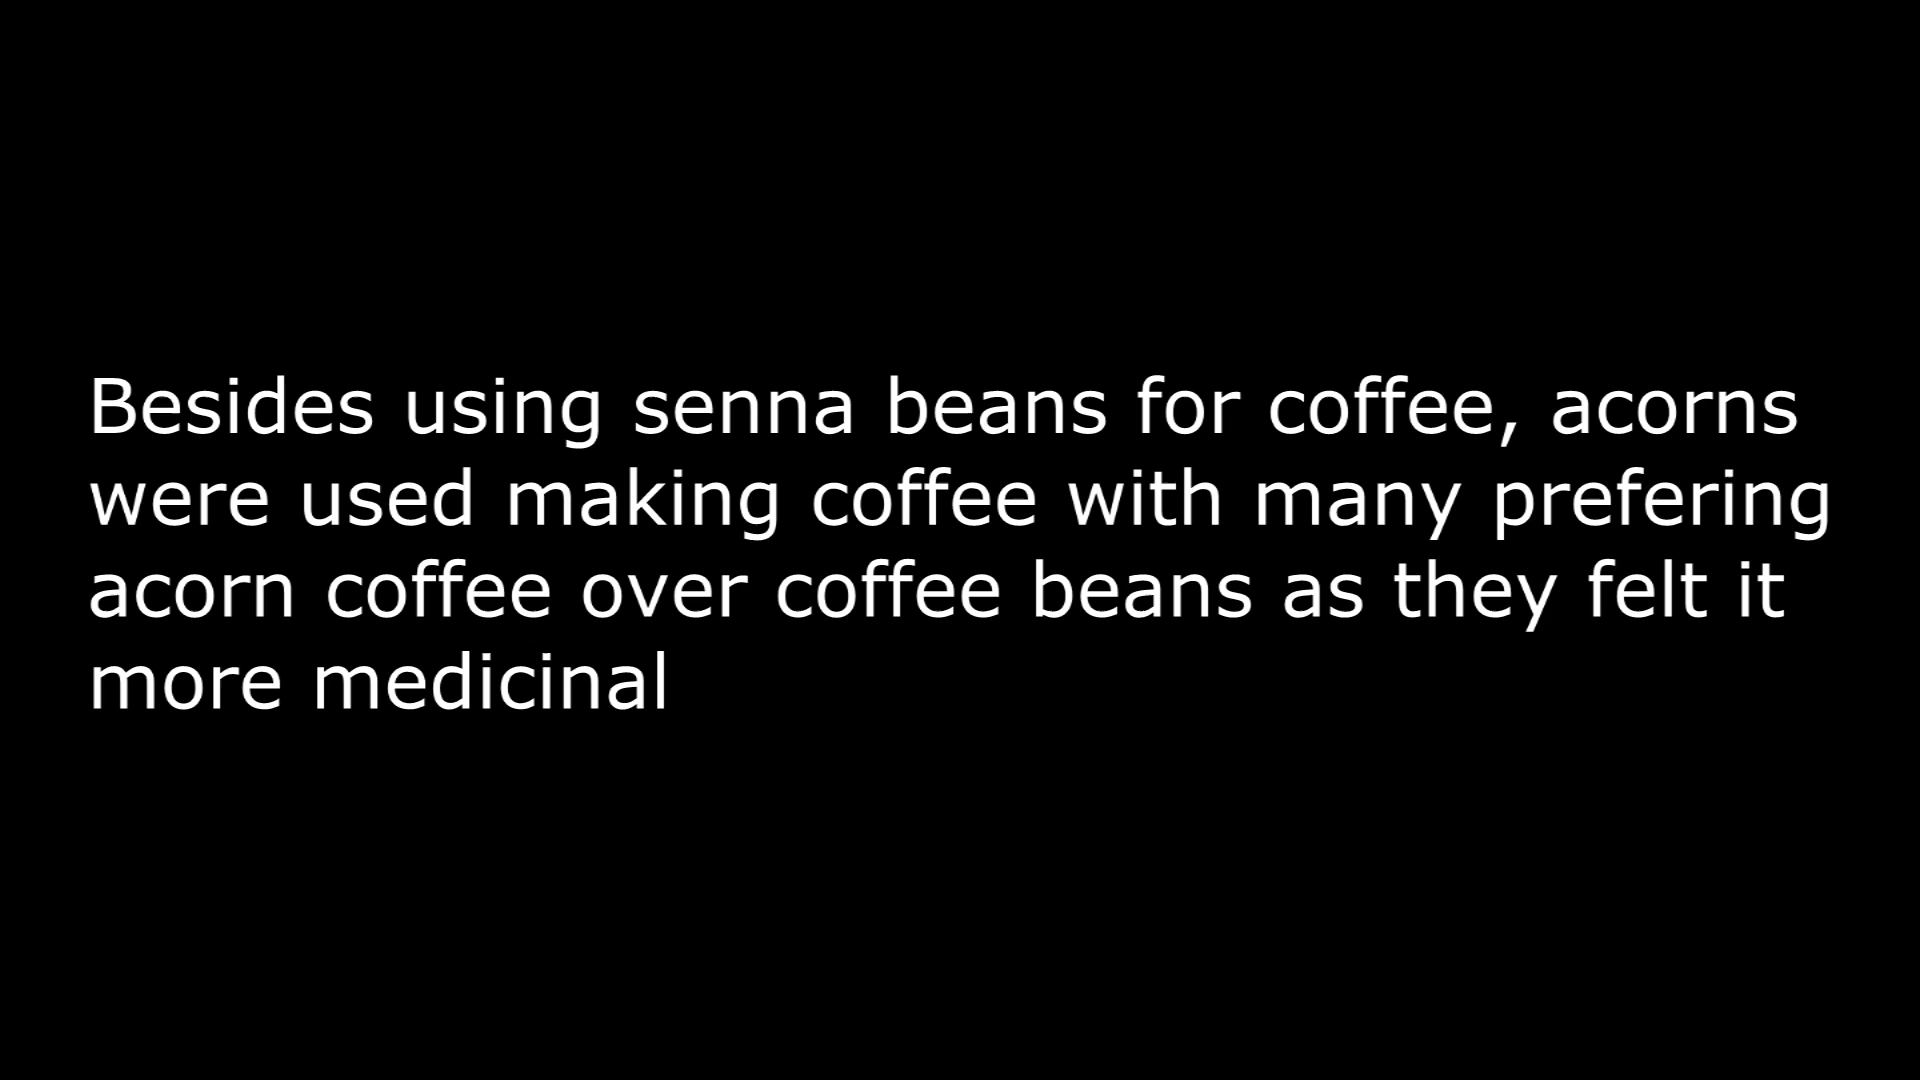 Besides using senna beans for coffee, acorns
were used making coffee with many prefering
acorn coffee over coffee beans as they felt it
more medicinal